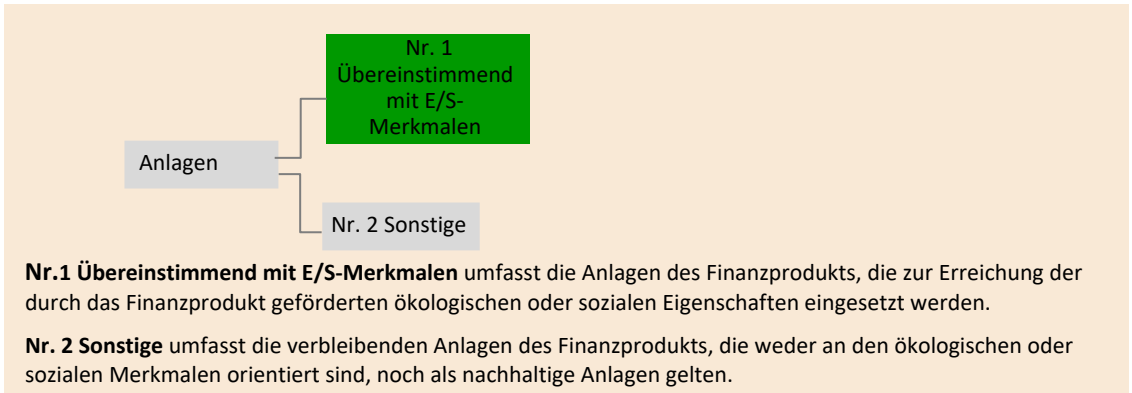 Nr. 1
Übereinstimmend
mit E/S-
Merkmalen
Anlagen
Nr. 2 Sonstige
Nr.1 Übereinstimmend mit E/S-Merkmalen umfasst die Anlagen des Finanzprodukts, die zur Erreichung der
durch das Finanzprodukt geförderten ökologischen oder sozialen Eigenschaften eingesetzt werden.
Nr. 2 Sonstige umfasst die verbleibenden Anlagen des Finanzprodukts, die weder an den ökologischen oder
sozialen Merkmalen orientiert sind, noch als nachhaltige Anlagen gelten.